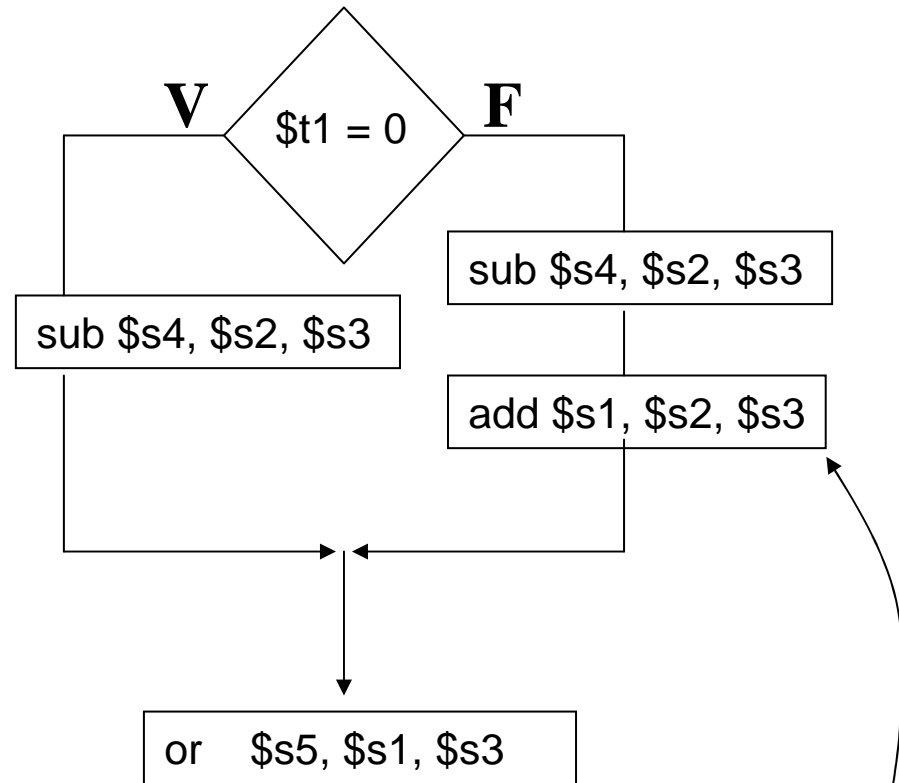 V
$t1 = 0
F
sub $s4, $s2, $s3
sub $s4, $s2, $s3
add $s1, $s2, $s3
or $s5, $s1, $s3